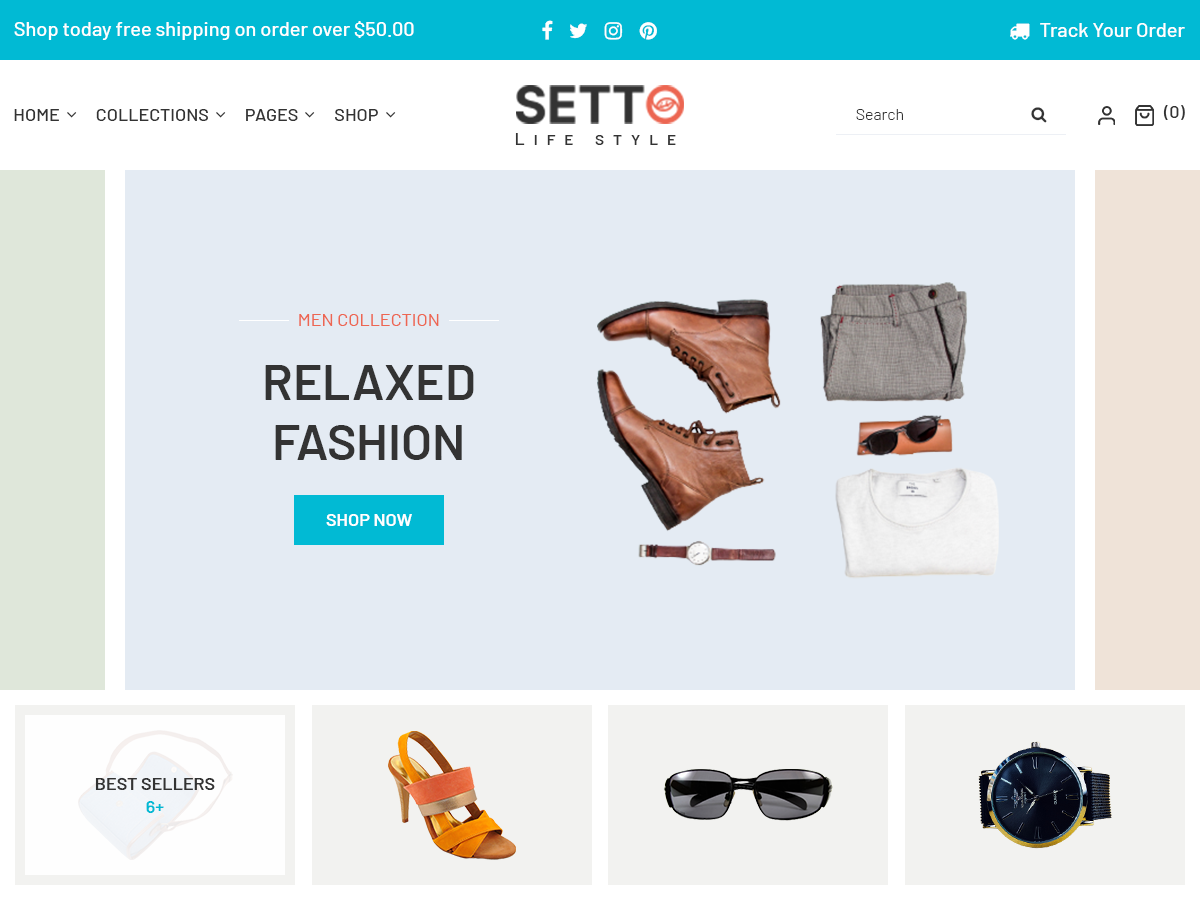 Shop today free shipping on order over $50.00
Track Your Order
HOME
COLLECTIONS
PAGES
SHOP
SETTO
LIFE STYLE
Search
(0)
MEN COLLECTION
RELAXED
FASHION
SHOP NOW
BEST SELLERS
6+